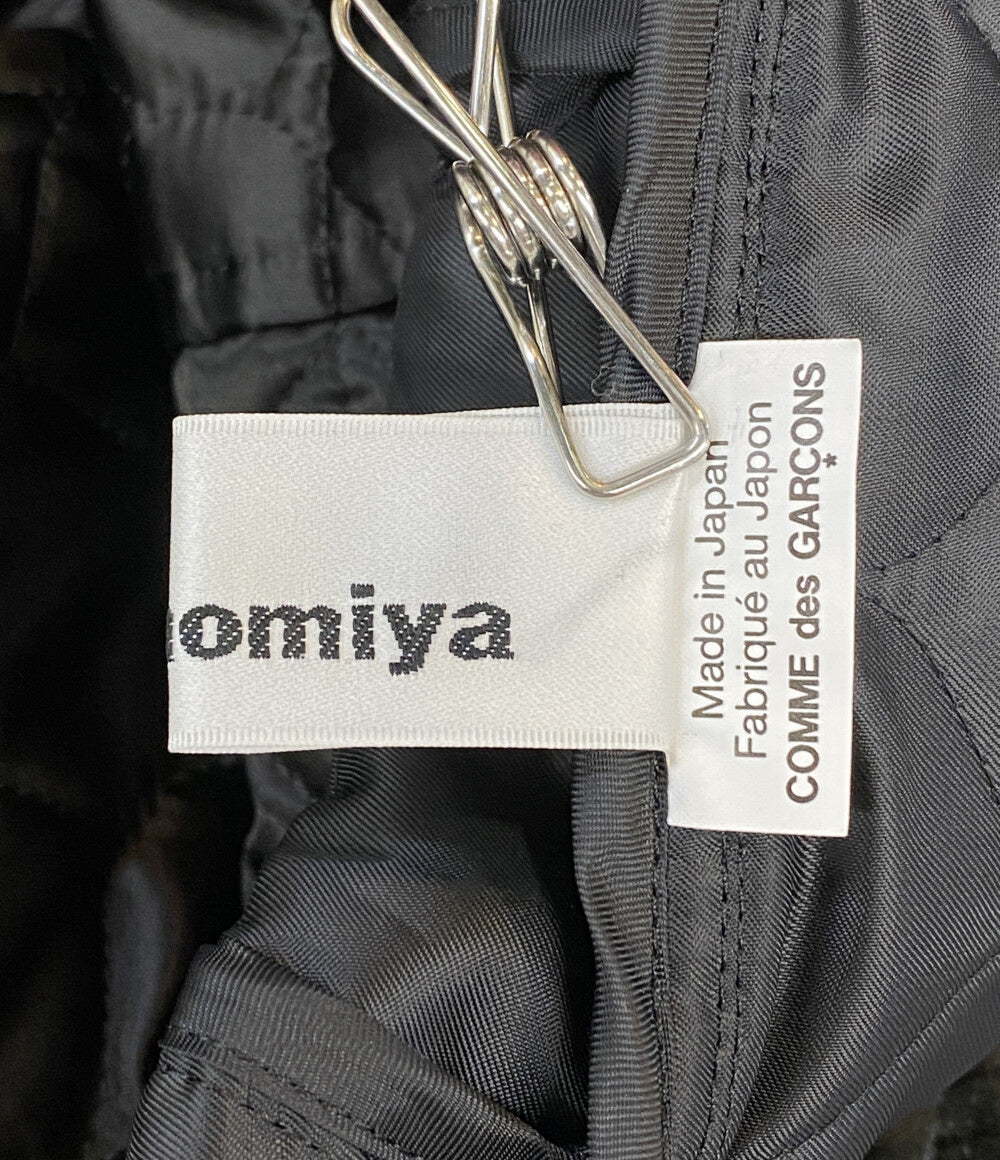 omiya
Made in Japan
Fabriqué au Japon
COMME des GARÇONS